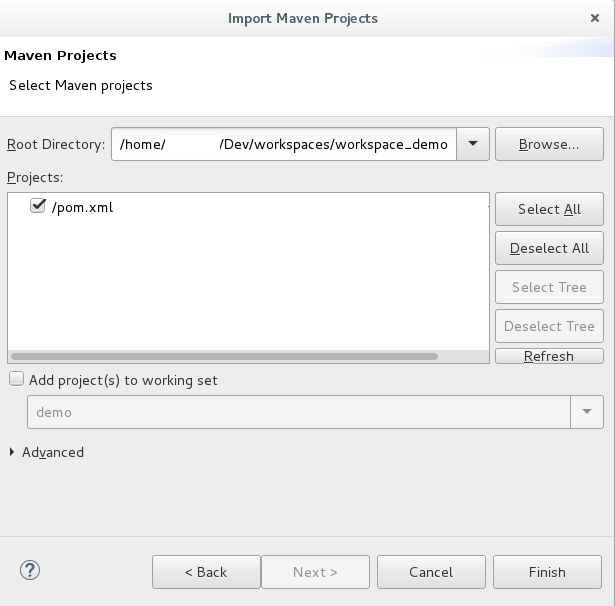 Import Maven Projects
Maven Projects
Select Maven projects
Root Directory: /home/ /Dev/workspaces/workspace_demo Browse...
Projects:
/pom.xml
Select All
Deselect All
Select Tree
Deselect Tree
Refresh
Add project(s) to working set
demo
Advanced
< Back Next > Cancel Finish